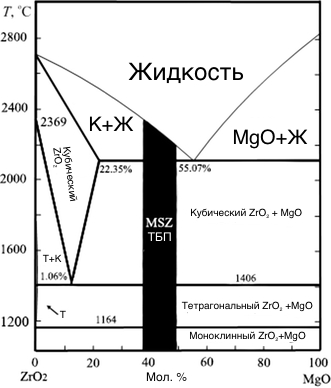 T, °C
2800
Жидкость
2400
2369
К+Ж
MgO+Ж
Кубический
ZrO₂
22.35%
55.07%
2000
MSZ
ТБП
Кубический ZrO₂ + MgO
1600
T+K
1.06%
1406
T
Тетрагональный ZrO₂ +MgO
1164
1200
Моноклинный ZrO₂+MgO
0
20
40
60
80
100
ZrO2
Мол. %
MgO